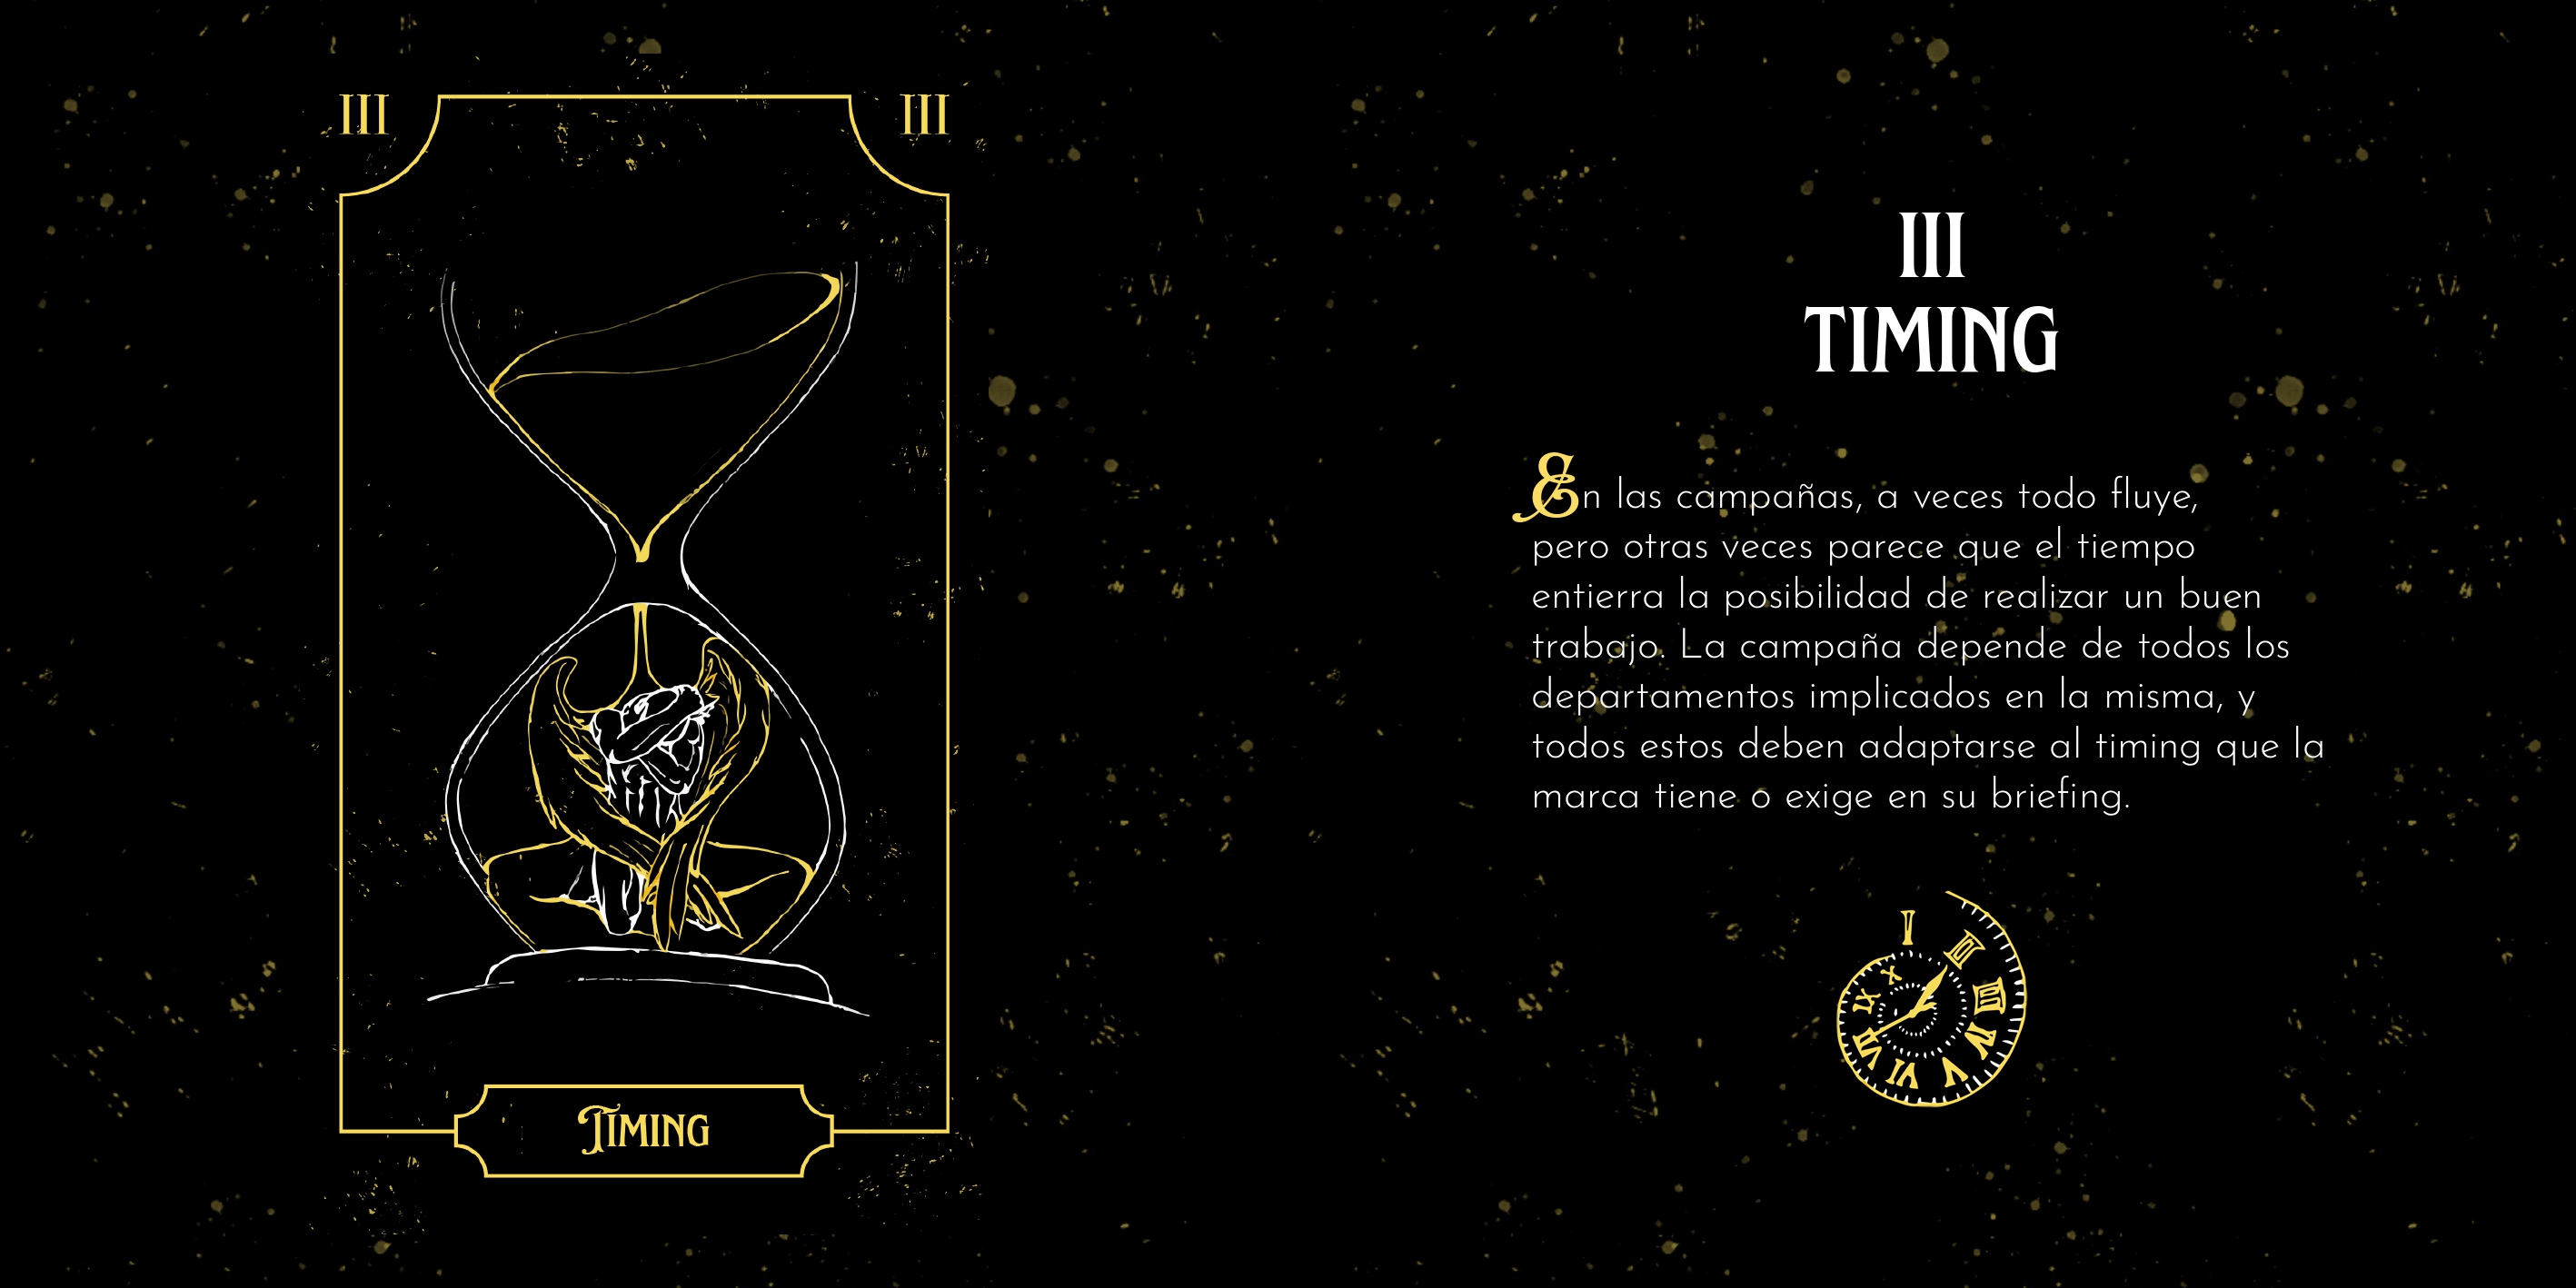 III III
Timing
III
TIMING
En las campañas, a veces todo fluye,
pero otras veces parece que el tiempo
entierra la posibilidad de realizar un buen
trabajo. La campaña depende de todos los
departamentos implicados en la misma, y
todos estos deben adaptarse al timing que la
marca tiene o exige en su briefing.
I
V
VI
IX
X